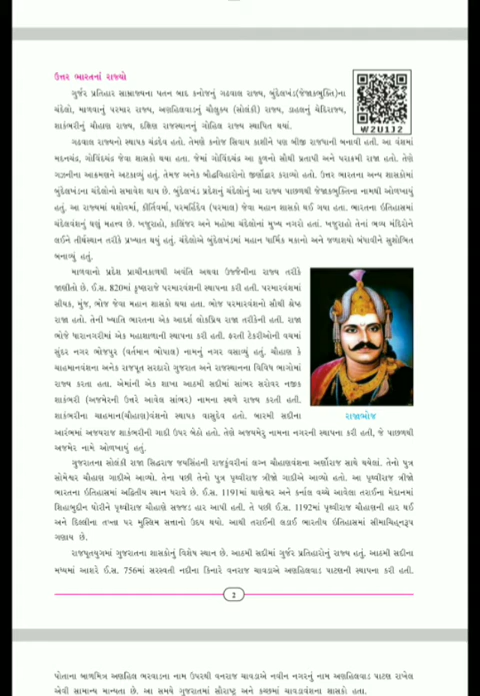 ઉત્તર ભારતનાં રાજ્યો
ગુર્જર પ્રતિહાર સામ્રાજ્યના પતન બાદ કનોજનું ગઢવાલ રાજ્ય, બુંદેલખંડ(જેજાકભુક્તિ)ના
ચંદેલો, માળવાનું પરમાર રાજ્ય, અણહિલવાડનું ચૌલુક્ય (સોલંકી) રાજ્ય, ડાહલનું ચેદિરાજ્ય,
શાકંભરીનું ચૌહાણ રાજ્ય, દક્ષિણ રાજસ્થાનનું ગોહિલ રાજ્ય સ્થાપિત થયાં.
W2U1J2
ગઢવાલ રાજ્યનો સ્થાપક ચંદ્રદેવ હતો. તેમણે કનોજ સિવાય કાશીને પણ બીજી રાજધાની બનાવી હતી. આ વંશમાં
મદનચંદ્ર, ગોવિંદચંદ્ર જેવા શાસકો થયા હતા. જેમાં ગોવિંદચંદ્ર આ કુળનો સૌથી પ્રતાપી અને પરાક્રમી રાજા હતો. તેણે
ગઝનીના આક્રમણને અટકાવ્યું હતું, તેમજ અનેક બૌદ્ધવિહારોનો જીર્ણોદ્ધાર કરાવ્યો હતો. ઉત્તર ભારતના અન્ય શાસકોમાં
બુંદેલખંડના ચંદેલોનો સમાવેશ થાય છે. બુંદેલખંડ પ્રદેશનું ચંદેલોનું આ રાજ્ય પાછળથી જેજાકભુક્તિના નામથી ઓળખાયું
હતું. આ રાજ્યમાં યશોવર્મા, કીર્તિવર્મા, પરમર્દિદેવ (પરમાલ) જેવા મહાન શાસકો થઈ ગયા હતા. ભારતના ઇતિહાસમાં
ચંદેલવંશનું ઘણું મહત્ત્વ છે. ખજુરાહો, કાલિંજર અને મહોબા ચંદેલોનાં મુખ્ય નગરો હતાં. ખજુરાહો તેનાં ભવ્ય મંદિરોને
લઈને તીર્થસ્થાન તરીકે પ્રખ્યાત થયું હતું. ચંદેલોએ બુંદેલખંડમાં મહાન ધાર્મિક મકાનો અને જળાશયો બંધાવીને સુશોભિત
બનાવ્યું હતું.
માળવાનો પ્રદેશ પ્રાચીનકાળથી અવંતિ અથવા ઉજ્જૈનીના રાજ્ય તરીકે
જાણીતો છે. ઈ.સ. 820માં કૃષ્ણરાજે પરમારવંશની સ્થાપના કરી હતી. પરમારવંશમાં
સીયક, મુંજ, ભોજ જેવા મહાન શાસકો થયા હતા. ભોજ પરમારવંશનો સૌથી શ્રેષ્ઠ
રાજા હતો. તેની ખ્યાતિ ભારતના એક આદર્શ લોકપ્રિય રાજા તરીકેની હતી. રાજા
ભોજે ધારાનગરીમાં એક મહાશાળાની સ્થાપના કરી હતી. ફરતી ટેકરીઓની વચમાં
સુંદર નગર ભોજપુર (વર્તમાન ભોપાલ) નામનું નગર વસાવ્યું હતું. ચૌહાણ કે
ચાહમાનવંશના અનેક રાજપૂત સરદારો ગુજરાત અને રાજસ્થાનના વિવિધ ભાગોમાં
રાજ્ય કરતા હતા. એમાંની એક શાખા આઠમી સદીમાં સાંભર સરોવર નજીક
શાકંભરી (અજમેરની ઉત્તરે આવેલ સાંભર) નામના સ્થળે રાજ્ય કરતી હતી.
શાકંભરીના ચાહમાન(ચૌહાણ)વંશનો સ્થાપક વાસુદેવ હતો. બારમી સદીના
રાજાભોજ
આરંભમાં અજયરાજ શાકંભરીની ગાદી ઉપર બેઠો હતો. તેણે અજયમેરુ નામના નગરની સ્થાપના કરી હતી, જે પાછળથી
અજમેર નામે ઓળખાયું હતું.
ગુજરાતના સોલંકી રાજા સિદ્ધરાજ જયસિંહની રાજકુંવરીનાં લગ્ન ચૌહાણવંશના અર્ણોરાજ સાથે થયેલાં. તેનો પુત્ર
સોમેશ્વર ચૌહાણ ગાદીએ આવ્યો. તેના પછી તેનો પુત્ર પૃથ્વીરાજ ત્રીજો ગાદીએ આવ્યો હતો. આ પૃથ્વીરાજ ત્રીજો
ભારતના ઇતિહાસમાં અદ્વિતીય સ્થાન ધરાવે છે. ઈ.સ. 1191માં થાણેશ્વર અને કર્નાલ વચ્ચે આવેલા તરાઈના મેદાનમાં
શિહાબુદ્દીન ઘોરીને પૃથ્વીરાજ ચૌહાણે સજ્જડ હાર આપી હતી. તે પછી ઈ.સ. 1192માં પૃથ્વીરાજ ચૌહાણની હાર થઈ
અને દિલ્લીના તખ્ત પર મુસ્લિમ સત્તાનો ઉદય થયો. આથી તરાઈની લડાઈ ભારતીય ઇતિહાસમાં સીમાચિહ્નરૂપ
ગણાય છે.
રાજપૂતયુગમાં ગુજરાતના શાસકોનું વિશેષ સ્થાન છે. આઠમી સદીમાં ગુર્જર પ્રતિહારોનું રાજ્ય હતું. આઠમી સદીના
મધ્યમાં આશરે ઈ.સ. 756માં સરસ્વતી નદીના કિનારે વનરાજ ચાવડાએ અણહિલવાડ પાટણની સ્થાપના કરી હતી.
2
પોતાના બાળમિત્ર અણહિલ ભરવાડના નામ ઉપરથી વનરાજ ચાવડાએ નવીન નગરનું નામ અણહિલવાડ પાટણ રાખેલ
એવી સામાન્ય માન્યતા છે. આ સમયે ગુજરાતમાં સૌરાષ્ટ્ર અને કચ્છમાં ચાવડાવંશના શાસકો હતા.